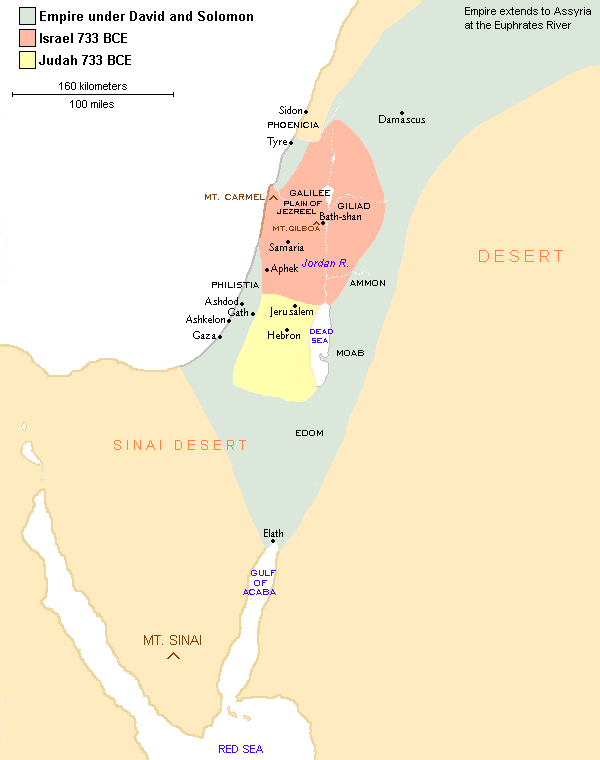 Empire under David and Solomon
Israel 733 BCE
Judah 733 BCE
160 kilometers
100 miles
Empire extends to Assyria
at the Euphrates River
Sidon
PHOENICIA
Tyre
Damascus
MT. CARMEL
GALILEE
PLAIN OF
JEZREEL
GILIAD
Bath-shan
MT.GILBOA
Samaria
Jordan R.
Aphek
DESERT
AMMON
PHILISTIA
Ashdod
Gath
Jerusalem
Ashkelon
Gaza
Hebron
DEAD
SEA
MOAB
EDOM
SINAI DESERT
Elath
GULF
OF
ACABA
MT. SINAI
RED SEA